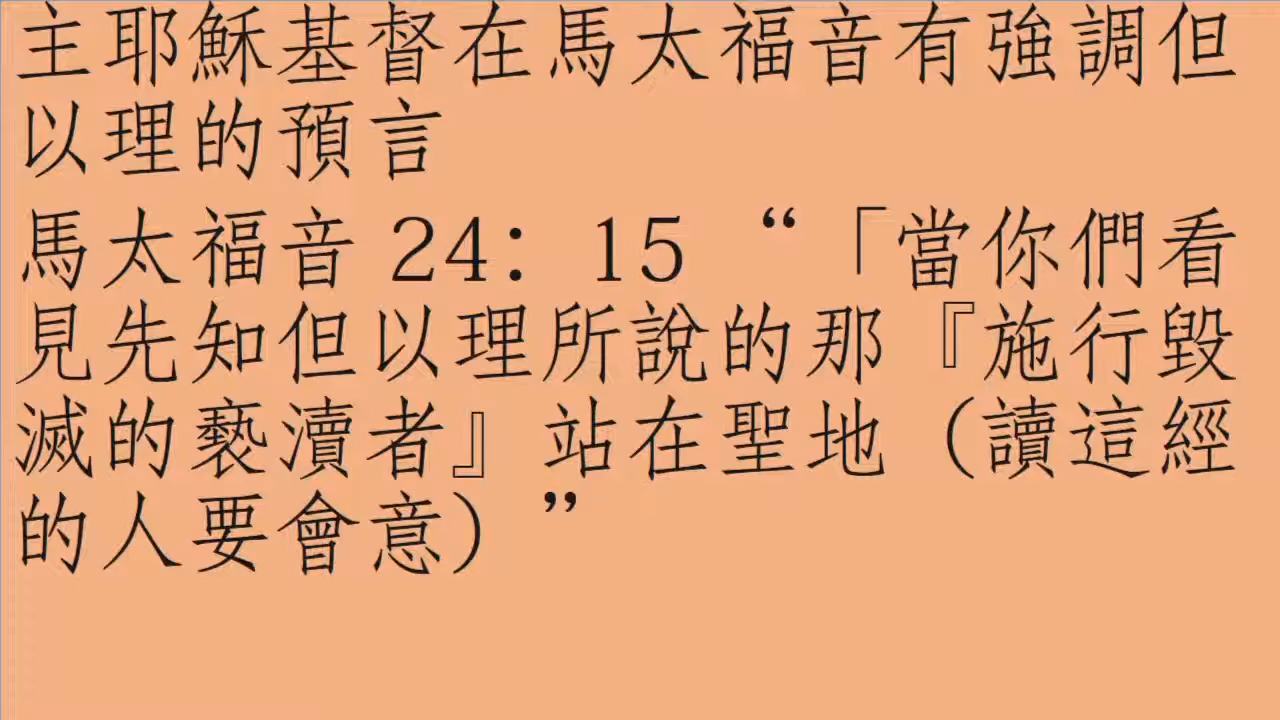 主耶穌基督在馬太福音有強調但
以理的預言
馬太福音 24：15 “「當你們看
見先知但以理所說的那『施行毀
滅的褻瀆者』站在聖地（讀這經
的人要會意）”